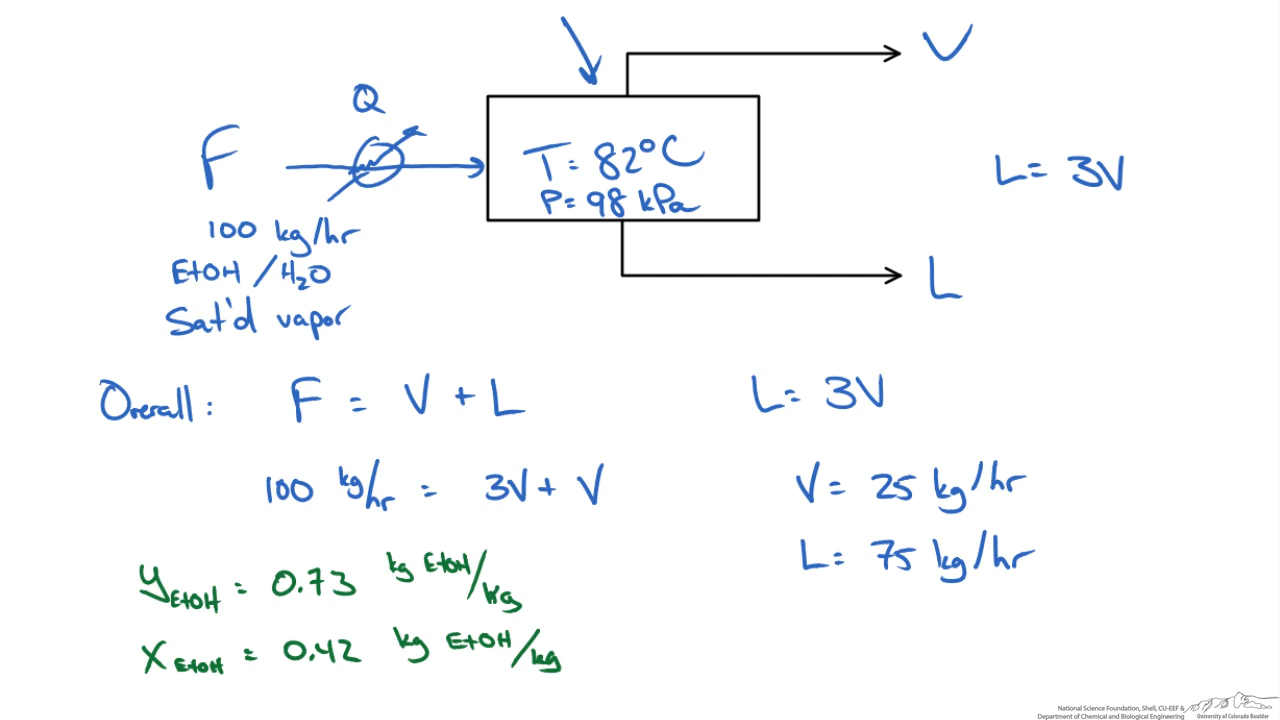 V
Q
F
T= 82°C
P= 98 kPa
L= 3V
100 kg/hr
EtOH / H₂O
Sat'd vapor
L
Overall: F = V + L
L= 3V
100 kg/hr = 3V + V
V= 25 kg/hr
L= 75 kg/hr
yEtOH = 0.73 kg EtOH/kg
xEtOH = 0.42 kg EtOH/kg
National Science Foundation, Shell, CU-EEF &
Department of Chemical and Biological Engineering
University of Colorado Boulder